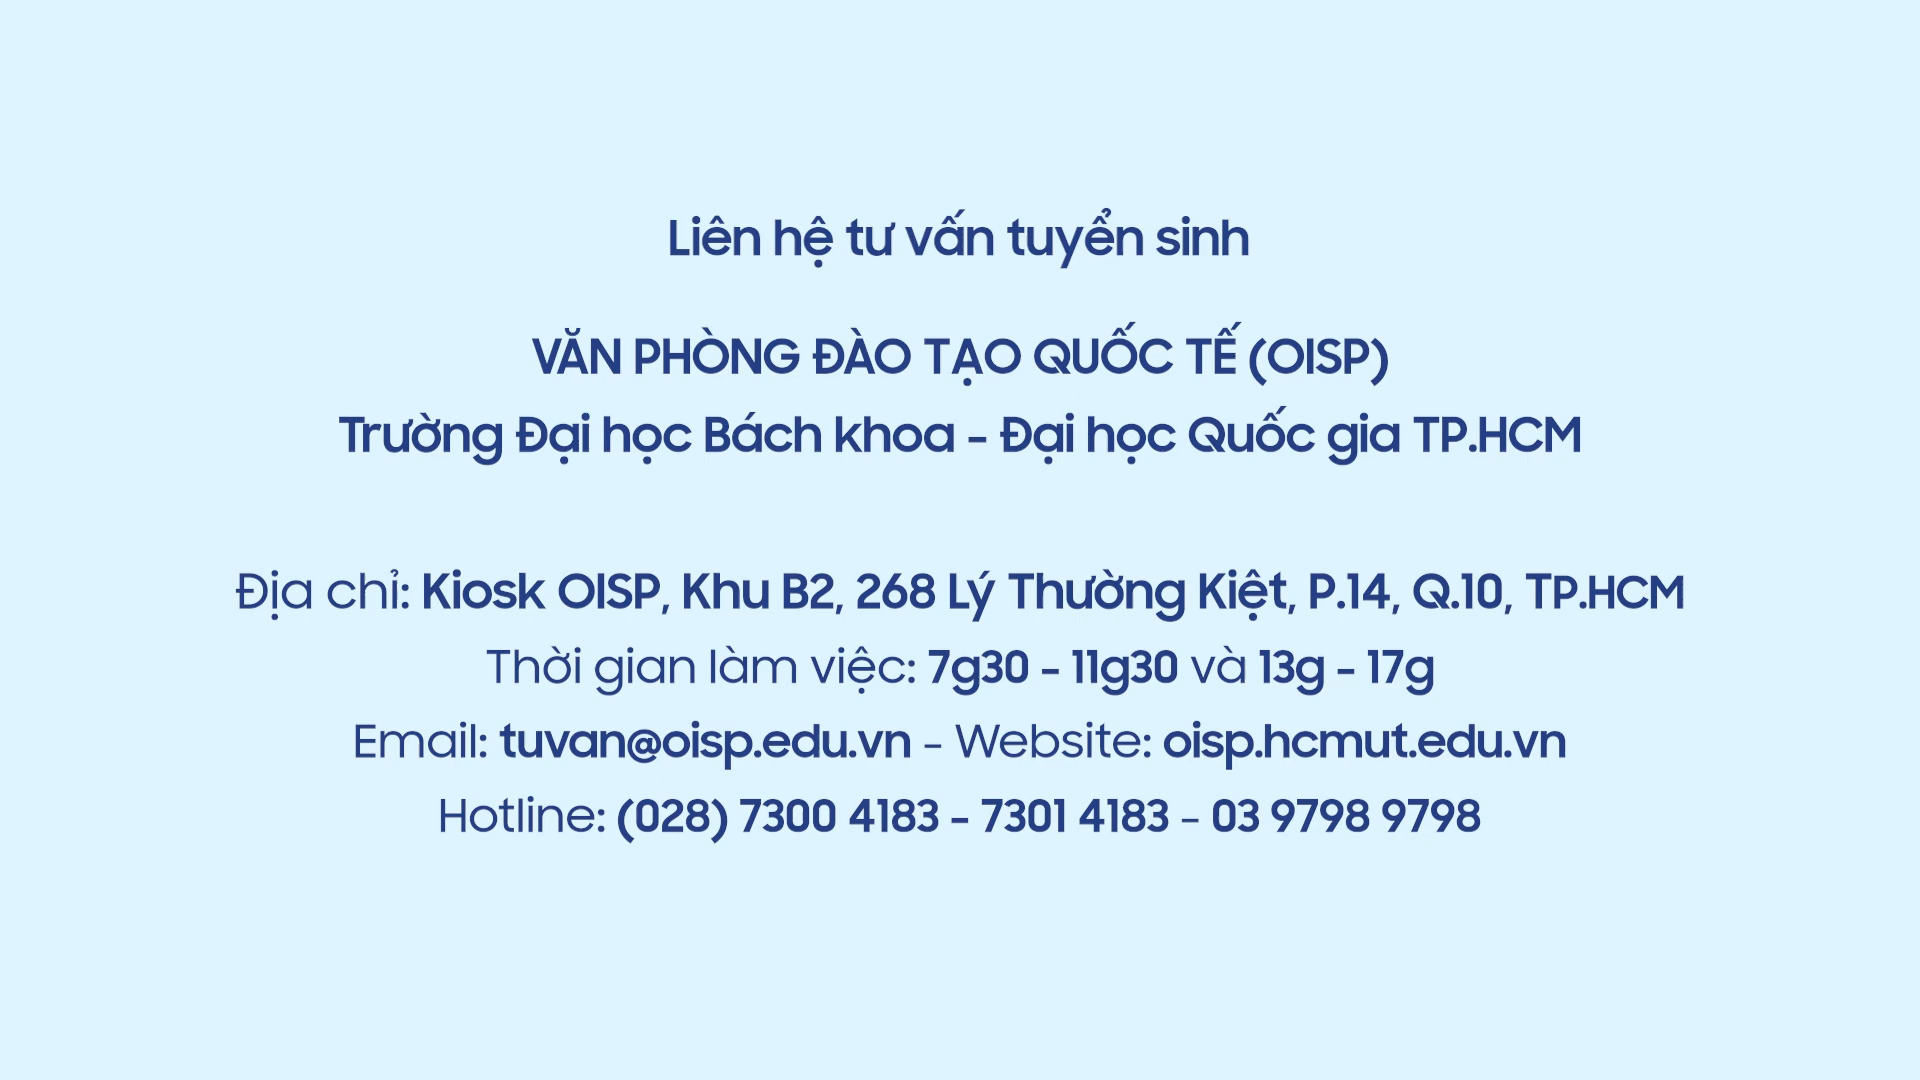 Liên hệ tư vấn tuyển sinh
VĂN PHÒNG ĐÀO TẠO QUỐC TẾ (OISP)
Trường Đại học Bách khoa - Đại học Quốc gia TP.HCM
Địa chỉ: Kiosk OISP, Khu B2, 268 Lý Thường Kiệt, P.14, Q.10, TP.HCM
Thời gian làm việc: 7g30 - 11g30 và 13g - 17g
Email: tuvan@oisp.edu.vn - Website: oisp.hcmut.edu.vn
Hotline: (028) 7300 4183 - 7301 4183 - 03 9798 9798